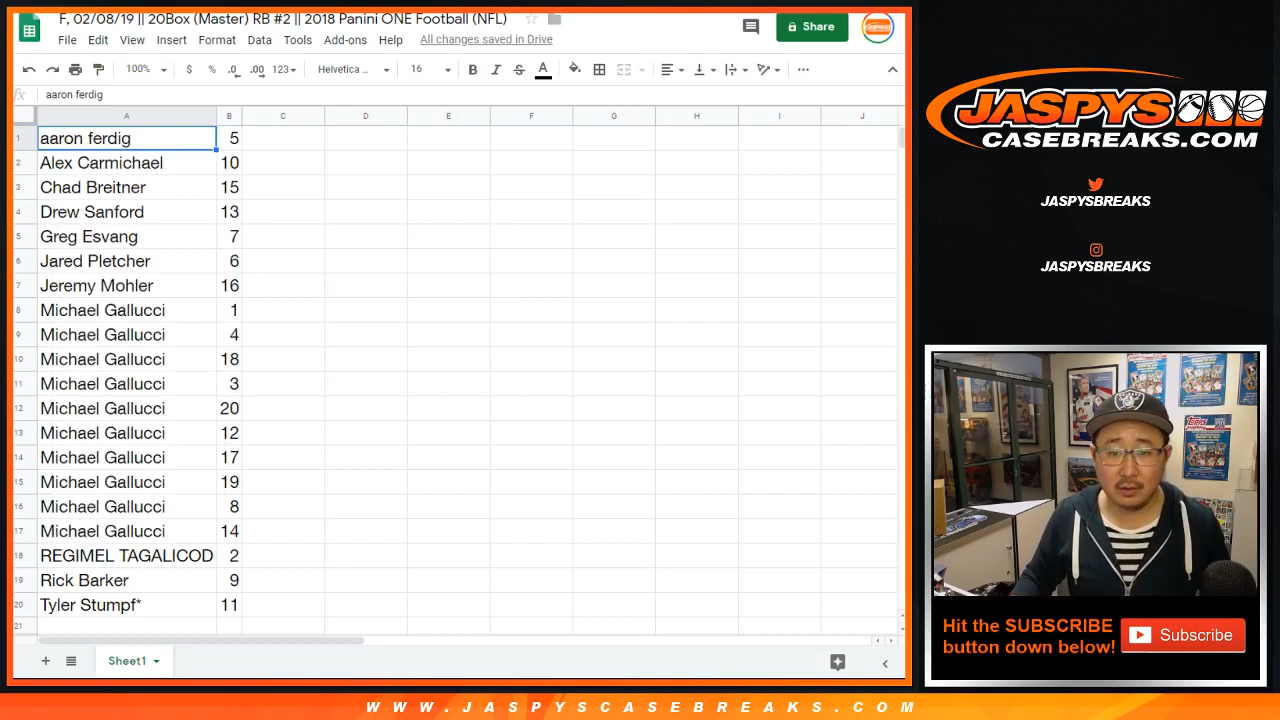 F, 02/08/19 || 20Box (Master) RB #2 || 2018 Panini ONE Football (NFL)
File Edit View Insert Format Data Tools Add-ons Help All changes saved in Drive
Share
100% $ % .0 .00 123 Helvetica ... 16 B I S A
fx aaron ferdig
A B C D E F G H I J
1 aaron ferdig 5
2 Alex Carmichael 10
3 Chad Breitner 15
4 Drew Sanford 13
5 Greg Esvang 7
6 Jared Pletcher 6
7 Jeremy Mohler 16
8 Michael Gallucci 1
9 Michael Gallucci 4
10 Michael Gallucci 18
11 Michael Gallucci 3
12 Michael Gallucci 20
13 Michael Gallucci 12
14 Michael Gallucci 17
15 Michael Gallucci 19
16 Michael Gallucci 8
17 Michael Gallucci 14
18 REGIMEL TAGALICOD 2
19 Rick Barker 9
20 Tyler Stumpf* 11
21
Sheet1
JASPYS
CASEBREAKS.COM
JASPYSBREAKS
JASPYSBREAKS
RAIDERS
TOPPS
Hit the SUBSCRIBE
button down below!
Subscribe
WWW.JASPYSCASEBREAKS.COM